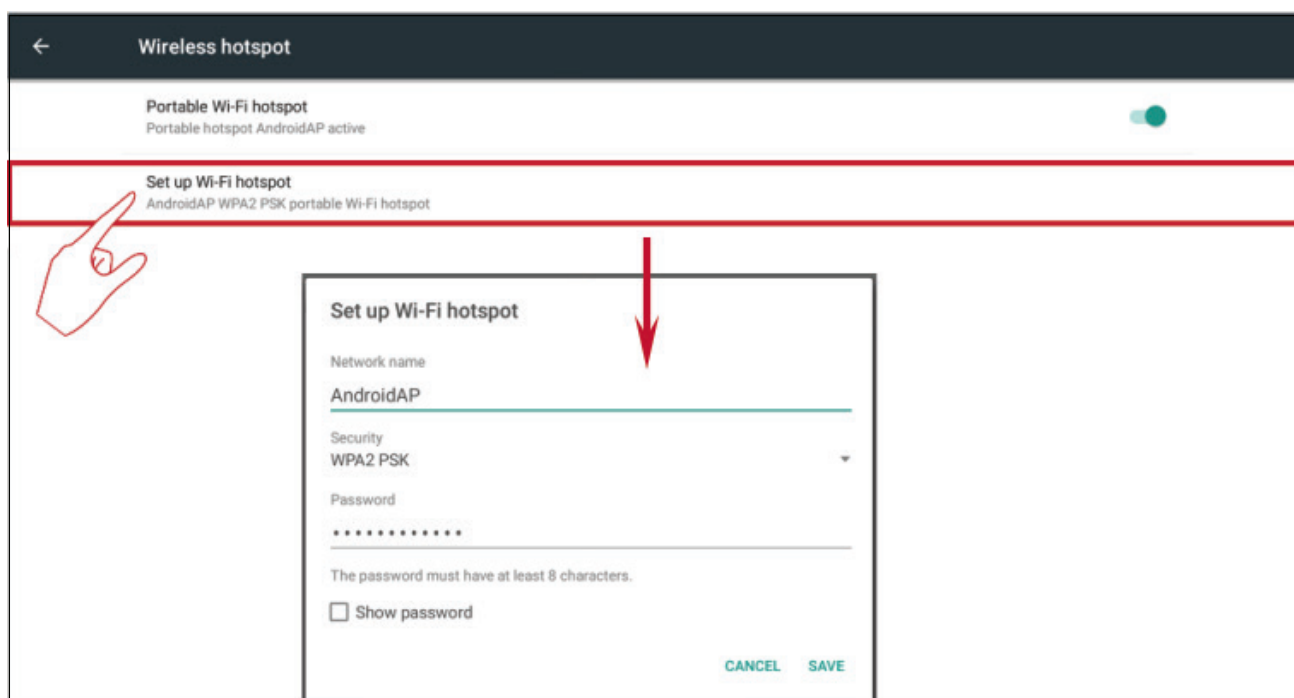 Wireless hotspot
Portable Wi-Fi hotspot
Portable hotspot AndroidAP active
Set up Wi-Fi hotspot
AndroidAP WPA2 PSK portable Wi-Fi hotspot
Set up Wi-Fi hotspot
Network name
AndroidAP
Security
WPA2 PSK
Password
••••••••••••
The password must have at least 8 characters.
Show password
CANCEL SAVE